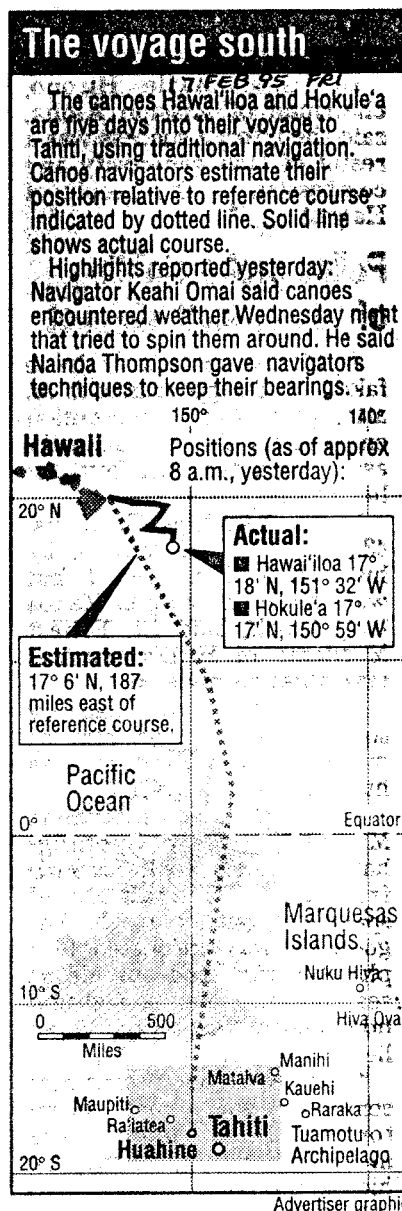 The voyage south
17 FEB 95 FRI
The canoes Hawai'iloa and Hokule'a
are five days into their voyage to
Tahiti, using traditional navigation.
Canoe navigators estimate their
position relative to reference course
indicated by dotted line. Solid line
shows actual course.
Highlights reported yesterday:
Navigator Keahi Omai said canoes
encountered weather Wednesday night
that tried to spin them around. He said
Nainoa Thompson gave navigators
techniques to keep their bearings.
150° 140°
Hawaii
Positions (as of approx
8 a.m., yesterday):
20° N
Actual:
Hawai'iloa 17°
18' N, 151° 32' W
Hokule'a 17°
17' N, 150° 59' W
Estimated:
17° 6' N, 187
miles east of
reference course.
Pacific
Ocean
0°
Equator
Marquesas
Islands
Nuku Hiva
10° S
Hiva Ova
0 500
Miles
Manihi
Mataiva
Kauehi
Maupiti
Raraka
Ra'iatea
Tahiti
Huahine
Tuamotu
Archipelago
20° S
Advertiser graphic